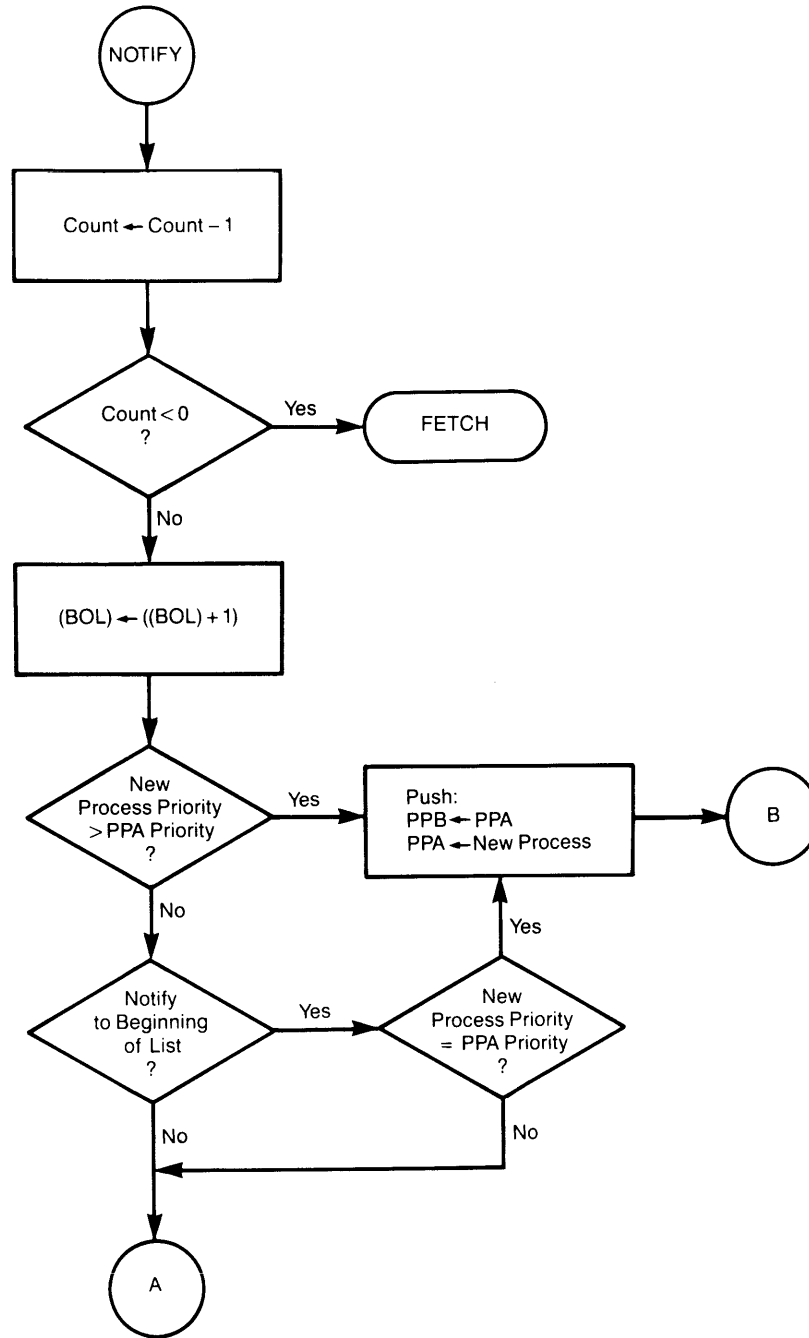 NOTIFY
Count ← Count – 1
Count < 0
?
Yes
FETCH
No
(BOL) ← ((BOL) + 1)
New
Process Priority
> PPA Priority
?
Yes
Push:
PPB ← PPA
PPA ← New Process
B
No
Yes
Notify
to Beginning
of List
?
Yes
New
Process Priority
= PPA Priority
?
No
No
A